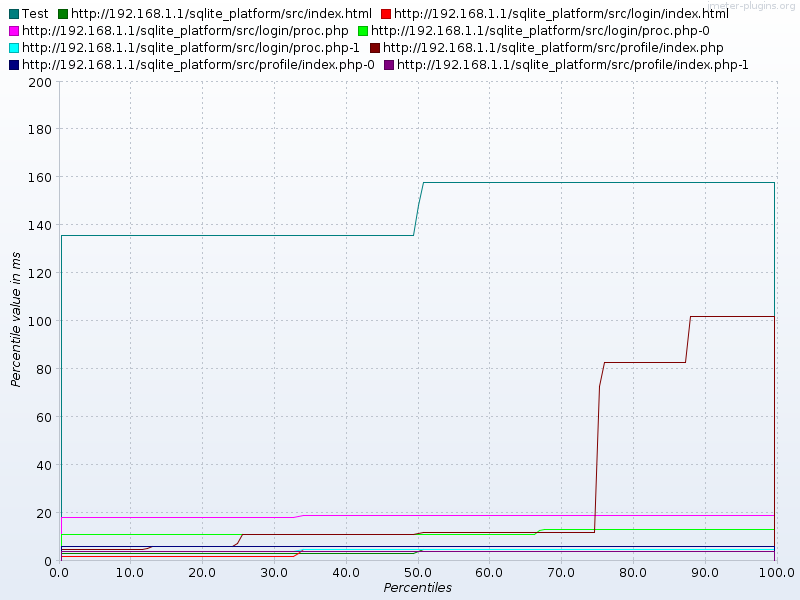 jmeter-plugins.org
Test http://192.168.1.1/sqlite_platform/src/index.html http://192.168.1.1/sqlite_platform/src/login/index.html
http://192.168.1.1/sqlite_platform/src/login/proc.php http://192.168.1.1/sqlite_platform/src/login/proc.php-0
http://192.168.1.1/sqlite_platform/src/login/proc.php-1 http://192.168.1.1/sqlite_platform/src/profile/index.php
http://192.168.1.1/sqlite_platform/src/profile/index.php-0 http://192.168.1.1/sqlite_platform/src/profile/index.php-1
Percentile value in ms
200
180
160
140
120
100
80
60
40
20
0
0.0 10.0 20.0 30.0 40.0 50.0 60.0 70.0 80.0 90.0 100.0
Percentiles